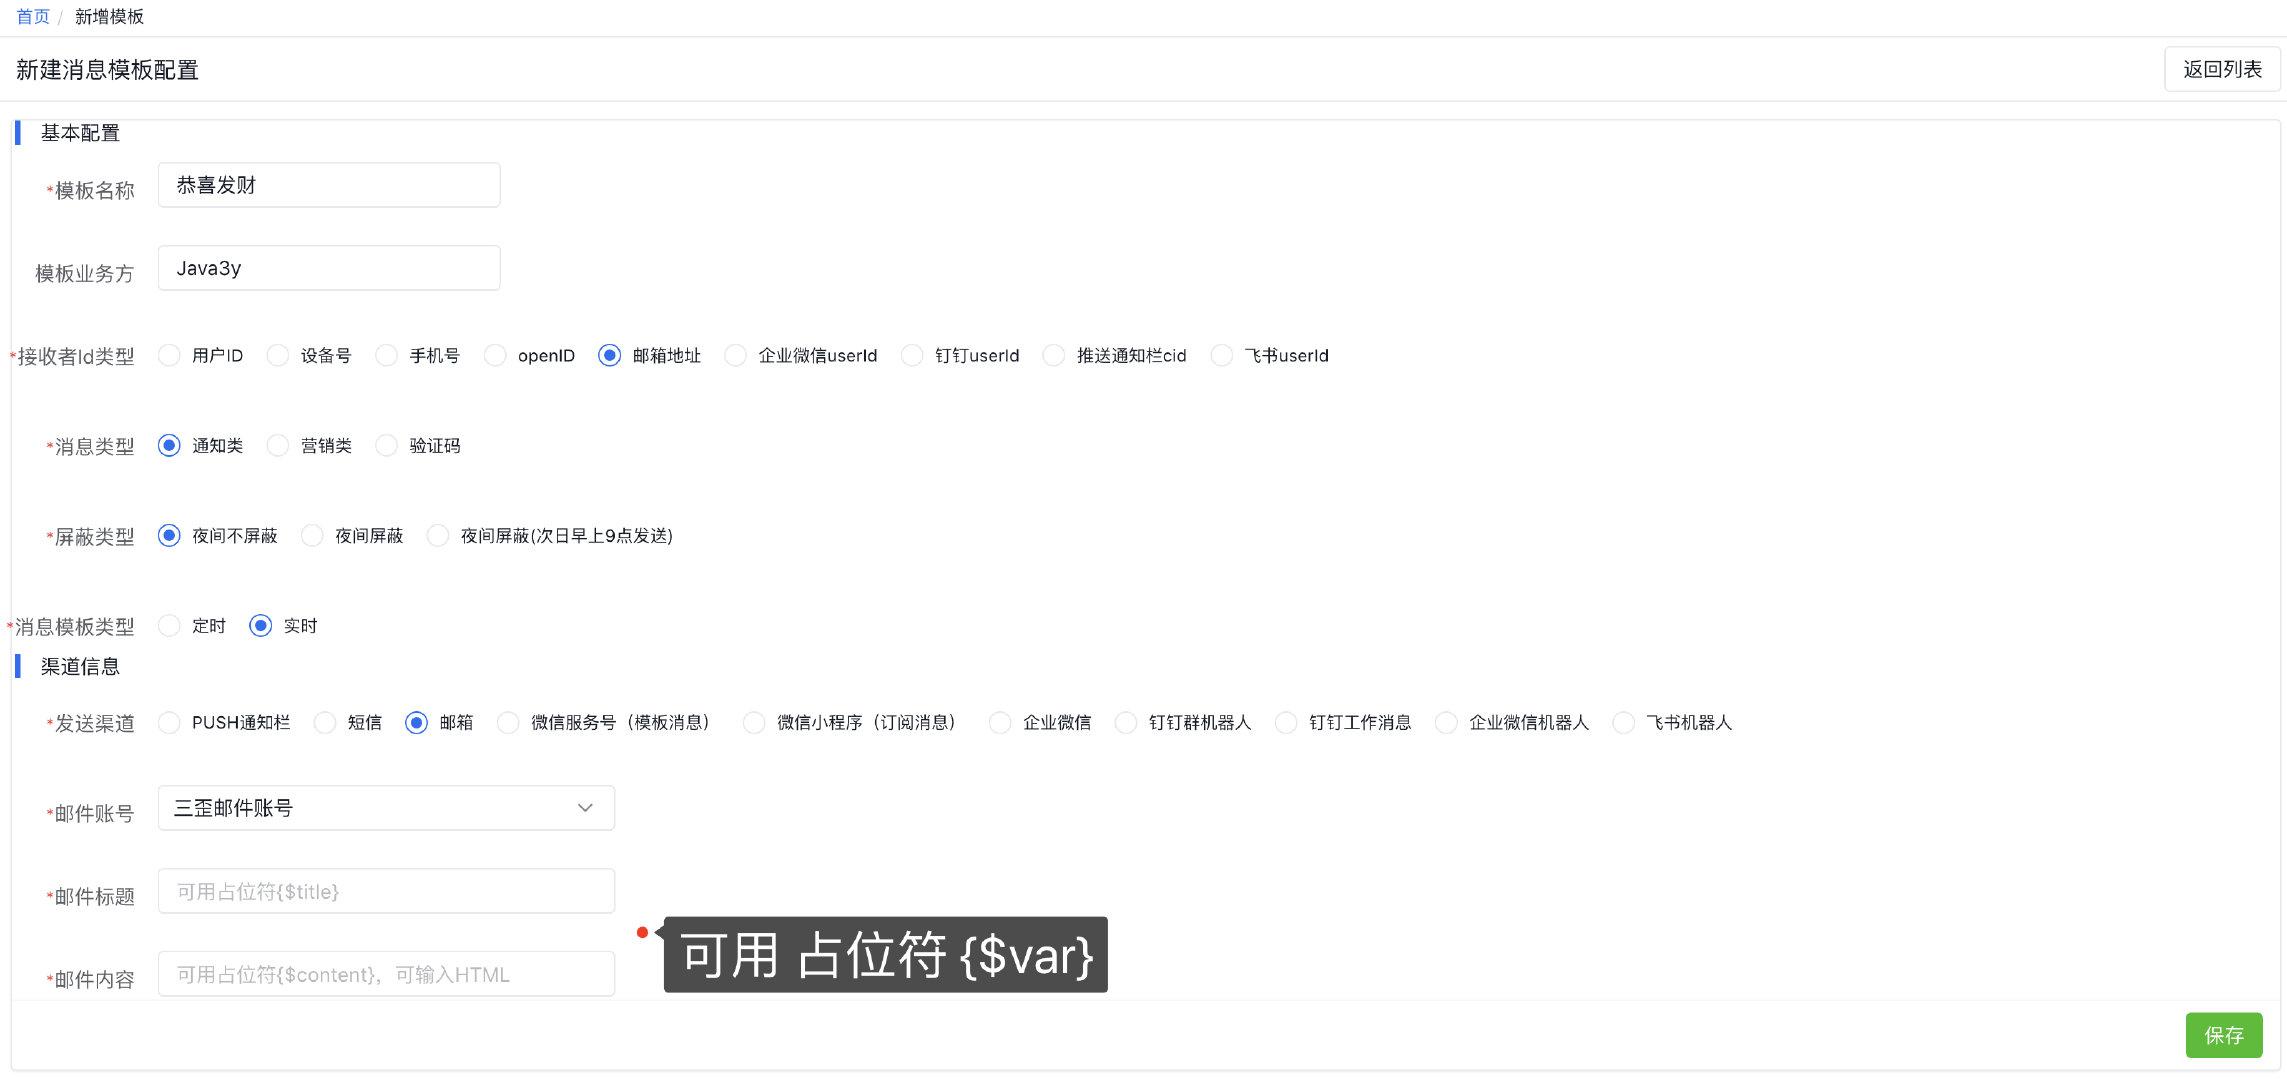 首页 / 新增模板
新建消息模板配置
返回列表
基本配置
*模板名称 恭喜发财
模板业务方 Java3y
*接收者Id类型 用户ID 设备号 手机号 openID 邮箱地址 企业微信userId 钉钉userId 推送通知栏cid 飞书userId
*消息类型 通知类 营销类 验证码
*屏蔽类型 夜间不屏蔽 夜间屏蔽 夜间屏蔽(次日早上9点发送)
*消息模板类型 定时 实时
渠道信息
*发送渠道 PUSH通知栏 短信 邮箱 微信服务号（模板消息） 微信小程序（订阅消息） 企业微信 钉钉群机器人 钉钉工作消息 企业微信机器人 飞书机器人
*邮件账号 三歪邮件账号
*邮件标题 可用占位符{$title}
可用 占位符 {$var}
*邮件内容 可用占位符{$content}，可输入HTML
保存